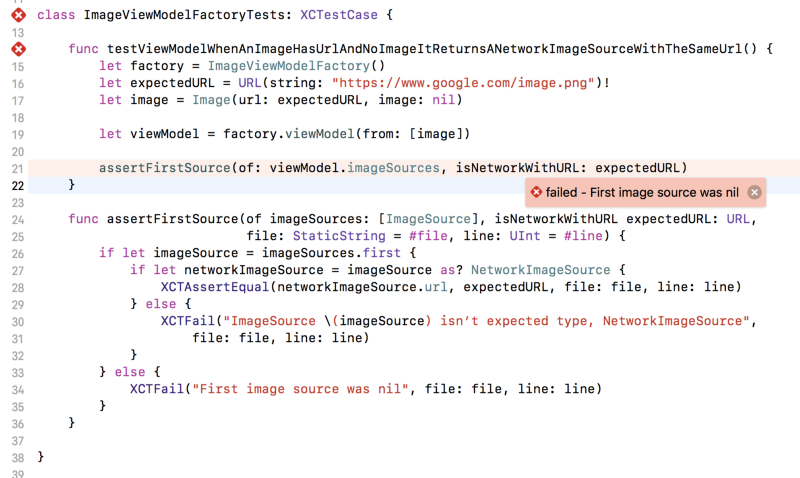 class ImageViewModelFactoryTests: XCTestCase {
13
func testViewModelWhenAnImageHasUrlAndNoImageItReturnsANetworkImageSourceWithTheSameUrl() {
15 let factory = ImageViewModelFactory()
16 let expectedURL = URL(string: "https://www.google.com/image.png")!
17 let image = Image(url: expectedURL, image: nil)
18
19 let viewModel = factory.viewModel(from: [image])
20
21 assertFirstSource(of: viewModel.imageSources, isNetworkWithURL: expectedURL)
22 }
failed - First image source was nil
23
24 func assertFirstSource(of imageSources: [ImageSource], isNetworkWithURL expectedURL: URL,
25 file: StaticString = #file, line: UInt = #line) {
26 if let imageSource = imageSources.first {
27 if let networkImageSource = imageSource as? NetworkImageSource {
28 XCTAssertEqual(networkImageSource.url, expectedURL, file: file, line: line)
29 } else {
30 XCTFail("ImageSource \(imageSource) isn’t expected type, NetworkImageSource",
31 file: file, line: line)
32 }
33 } else {
34 XCTFail("First image source was nil", file: file, line: line)
35 }
36 }
37
38 }
39